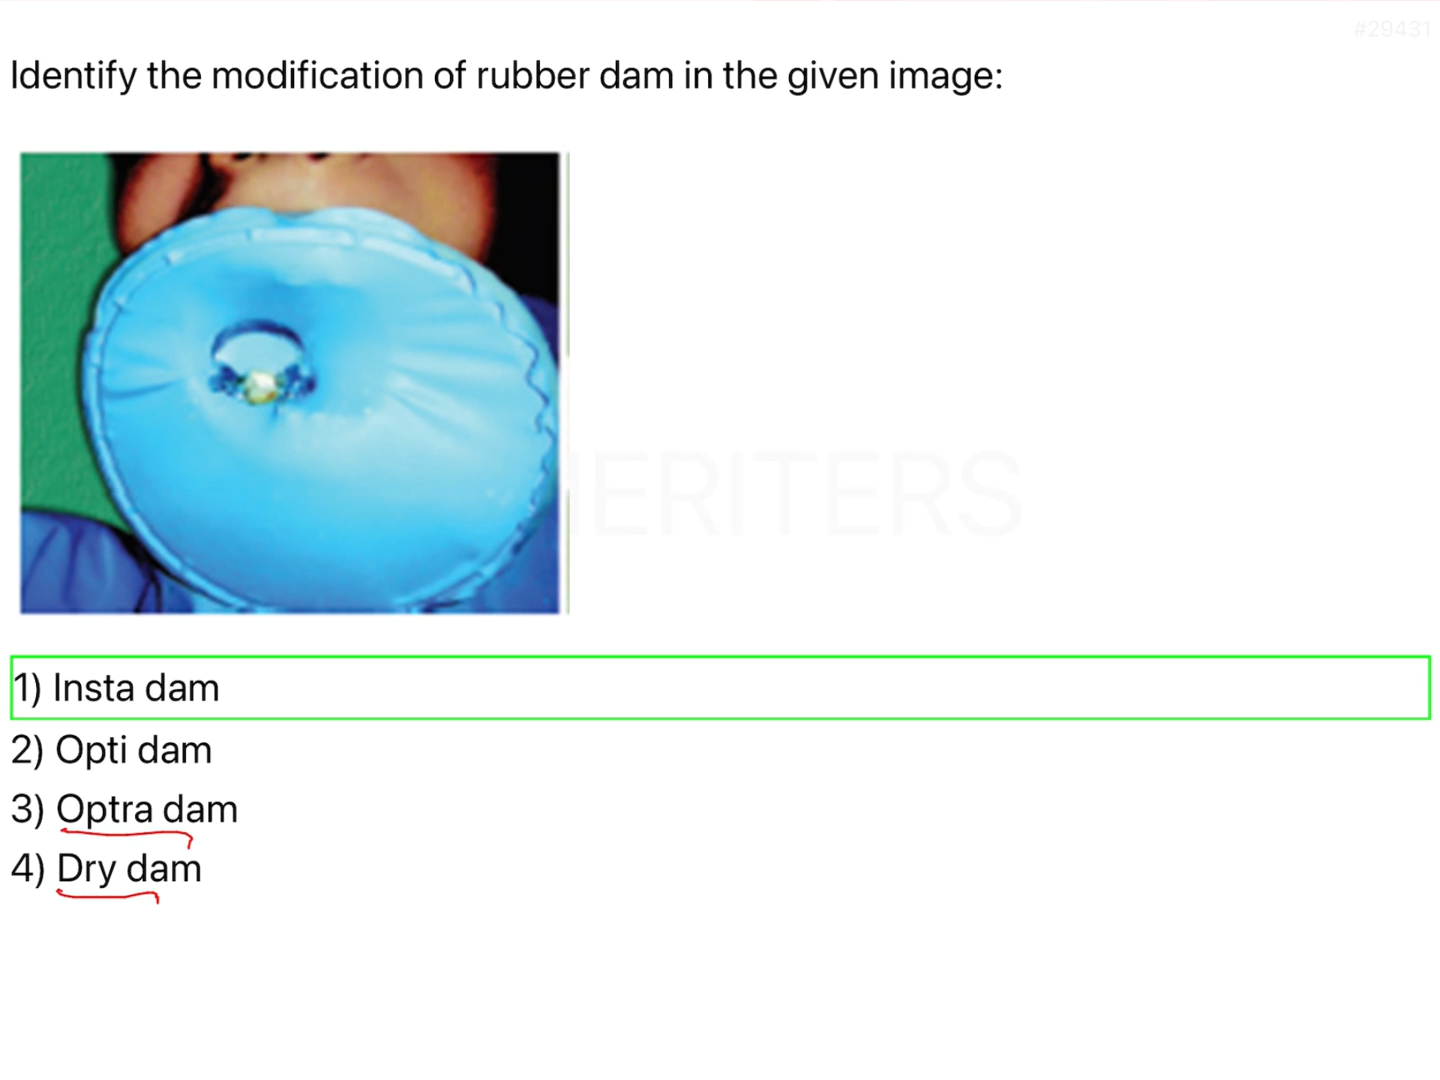 #29431
Identify the modification of rubber dam in the given image:
ERITERS
1) Insta dam
2) Opti dam
3) Optra dam
4) Dry dam